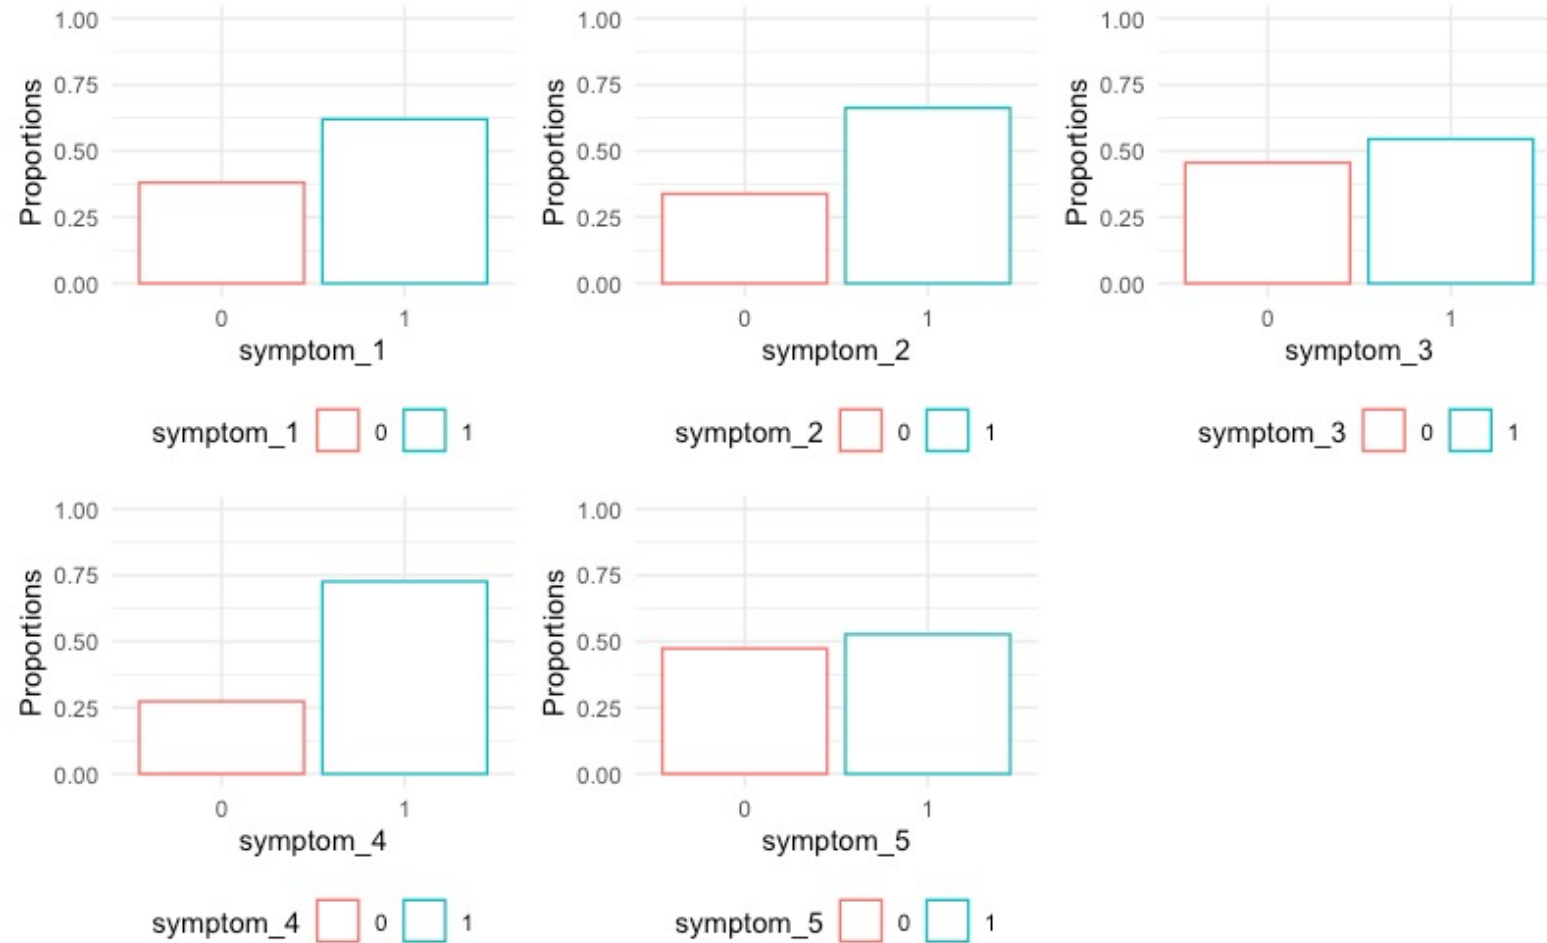 1.00
0.75
0.50
0.25
0.00
Proportions
0 1
symptom_1
symptom_1 0 1
1.00
0.75
0.50
0.25
0.00
Proportions
0 1
symptom_2
symptom_2 0 1
1.00
0.75
0.50
0.25
0.00
Proportions
0 1
symptom_3
symptom_3 0 1
1.00
0.75
0.50
0.25
0.00
Proportions
0 1
symptom_4
symptom_4 0 1
1.00
0.75
0.50
0.25
0.00
Proportions
0 1
symptom_5
symptom_5 0 1